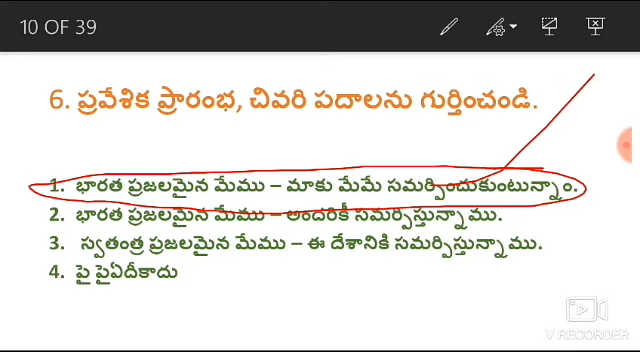 10 OF 39
6. ప్రవేశిక ప్రారంభ, చివరి పదాలను గుర్తించండి.
1. భారత ప్రజలమైన మేము – మాకు మేమే సమర్పించుకుంటున్నాం.
2. భారత ప్రజలమైన మేము – అందరికీ సమర్పిస్తున్నాము.
3. స్వతంత్ర ప్రజలమైన మేము – ఈ దేశానికి సమర్పిస్తున్నాము.
4. పై పైఏదీకాదు
V RECORDER